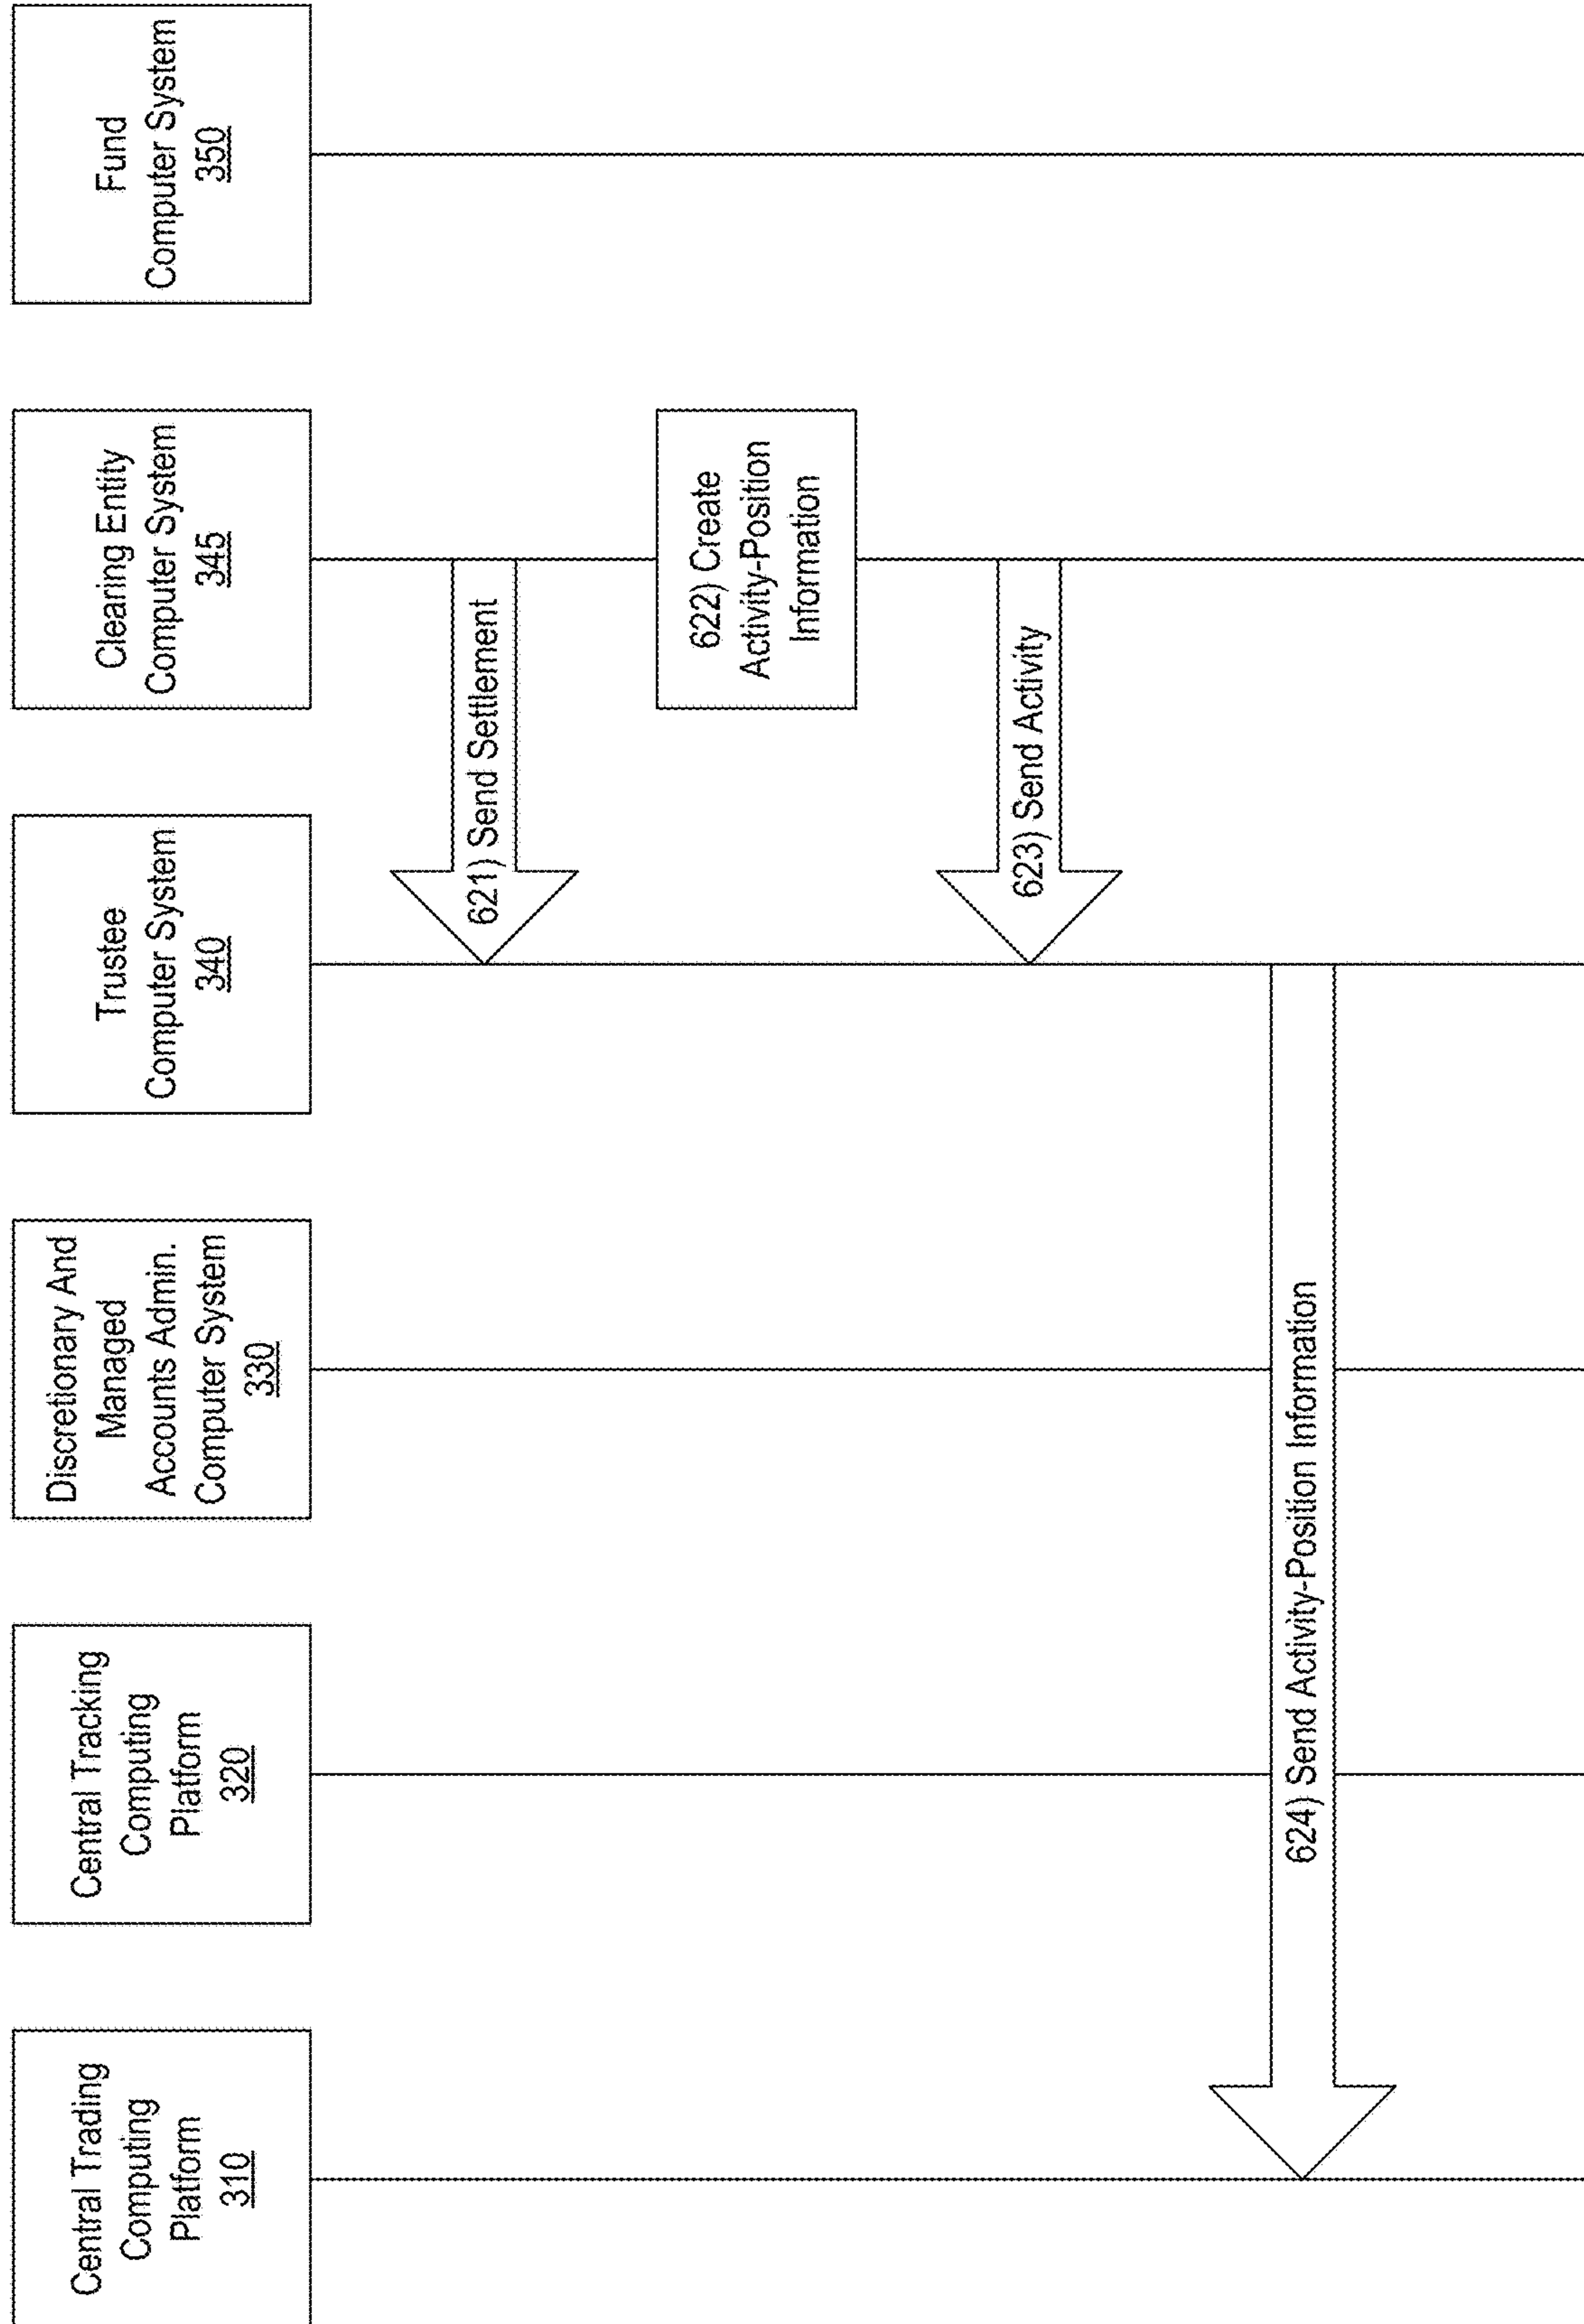 Central Trading
Computing
Platform
310
Central Tracking
Computing
Platform
320
Discretionary And
Managed
Accounts Admin.
Computer System
330
Trustee
Computer System
340
Clearing Entity
Computer System
345
Fund
Computer System
350
621) Send Settlement
622) Create
Activity-Position
Information
623) Send Activity
624) Send Activity-Position Information